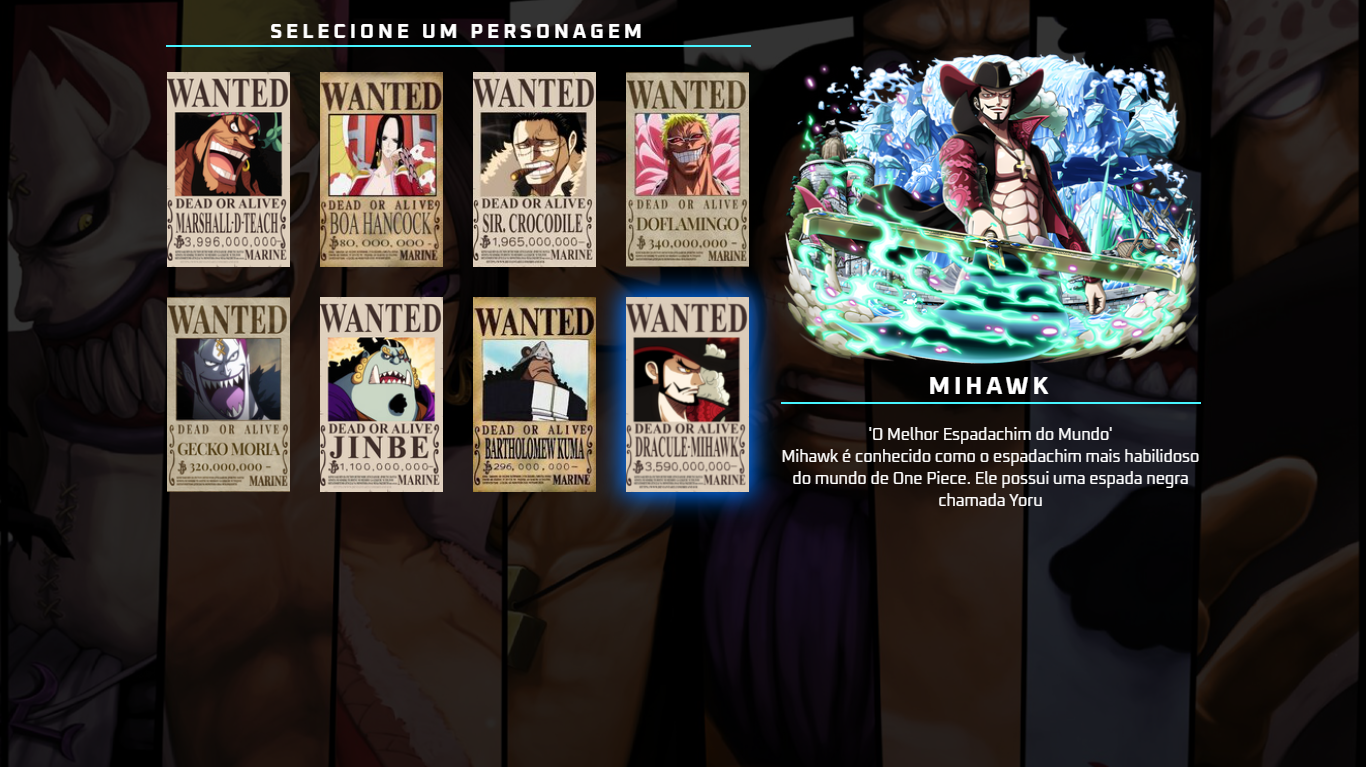 SELECIONE UM PERSONAGEM
WANTED
DEAD OR ALIVE
MARSHALL·D·TEACH
3,996,000,000-
MARINE
WANTED
DEAD OR ALIVE
BOA HANCOCK
80,000,000
MARINE
WANTED
DEAD OR ALIVE
SIR. CROCODILE
1,965,000,000-
MARINE
WANTED
DEAD OR ALIVE
DOFLAMINGO
340,000,000-
MARINE
WANTED
DEAD OR ALIVE
GECKO MORIA
320,000,000-
MARINE
WANTED
DEAD OR ALIVE
JINBE
1,100,000,000-
MARINE
WANTED
DEAD OR ALIVE
BARTHOLOMEW KUMA
296,000,000-
MARINE
WANTED
DEAD OR ALIVE
DRACULE·MIHAWK
3,590,000,000-
MARINE
MIHAWK
'O Melhor Espadachim do Mundo'
Mihawk é conhecido como o espadachim mais habilidoso
do mundo de One Piece. Ele possui uma espada negra
chamada Yoru